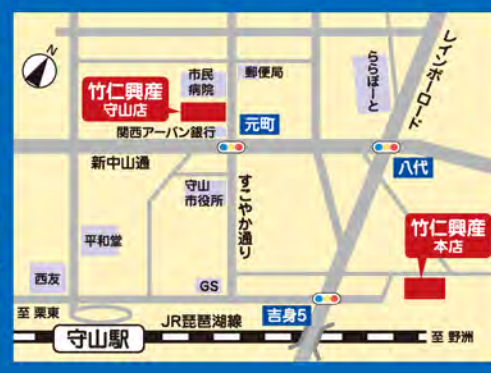 N
市民
病院
郵便局
ららぽーと
レインボーロード
竹仁興産
守山店
関西アーバン銀行
元町
新中山通
八代
守山
市役所
すこやか通り
竹仁興産
本店
平和堂
西友
GS
至 栗東
JR琵琶湖線
吉身5
守山駅
至 野洲